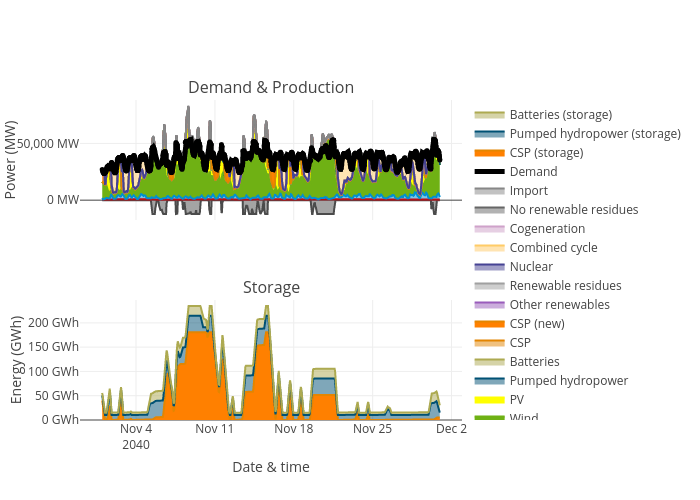 Demand & Production
Power (MW)
50,000 MW
0 MW
Storage
Energy (GWh)
200 GWh
150 GWh
100 GWh
50 GWh
0 GWh
Nov 4
2040
Nov 11
Nov 18
Nov 25
Dec 2
Date & time
Batteries (storage)
Pumped hydropower (storage)
CSP (storage)
Demand
Import
No renewable residues
Cogeneration
Combined cycle
Nuclear
Renewable residues
Other renewables
CSP (new)
CSP
Batteries
Pumped hydropower
PV
Wind